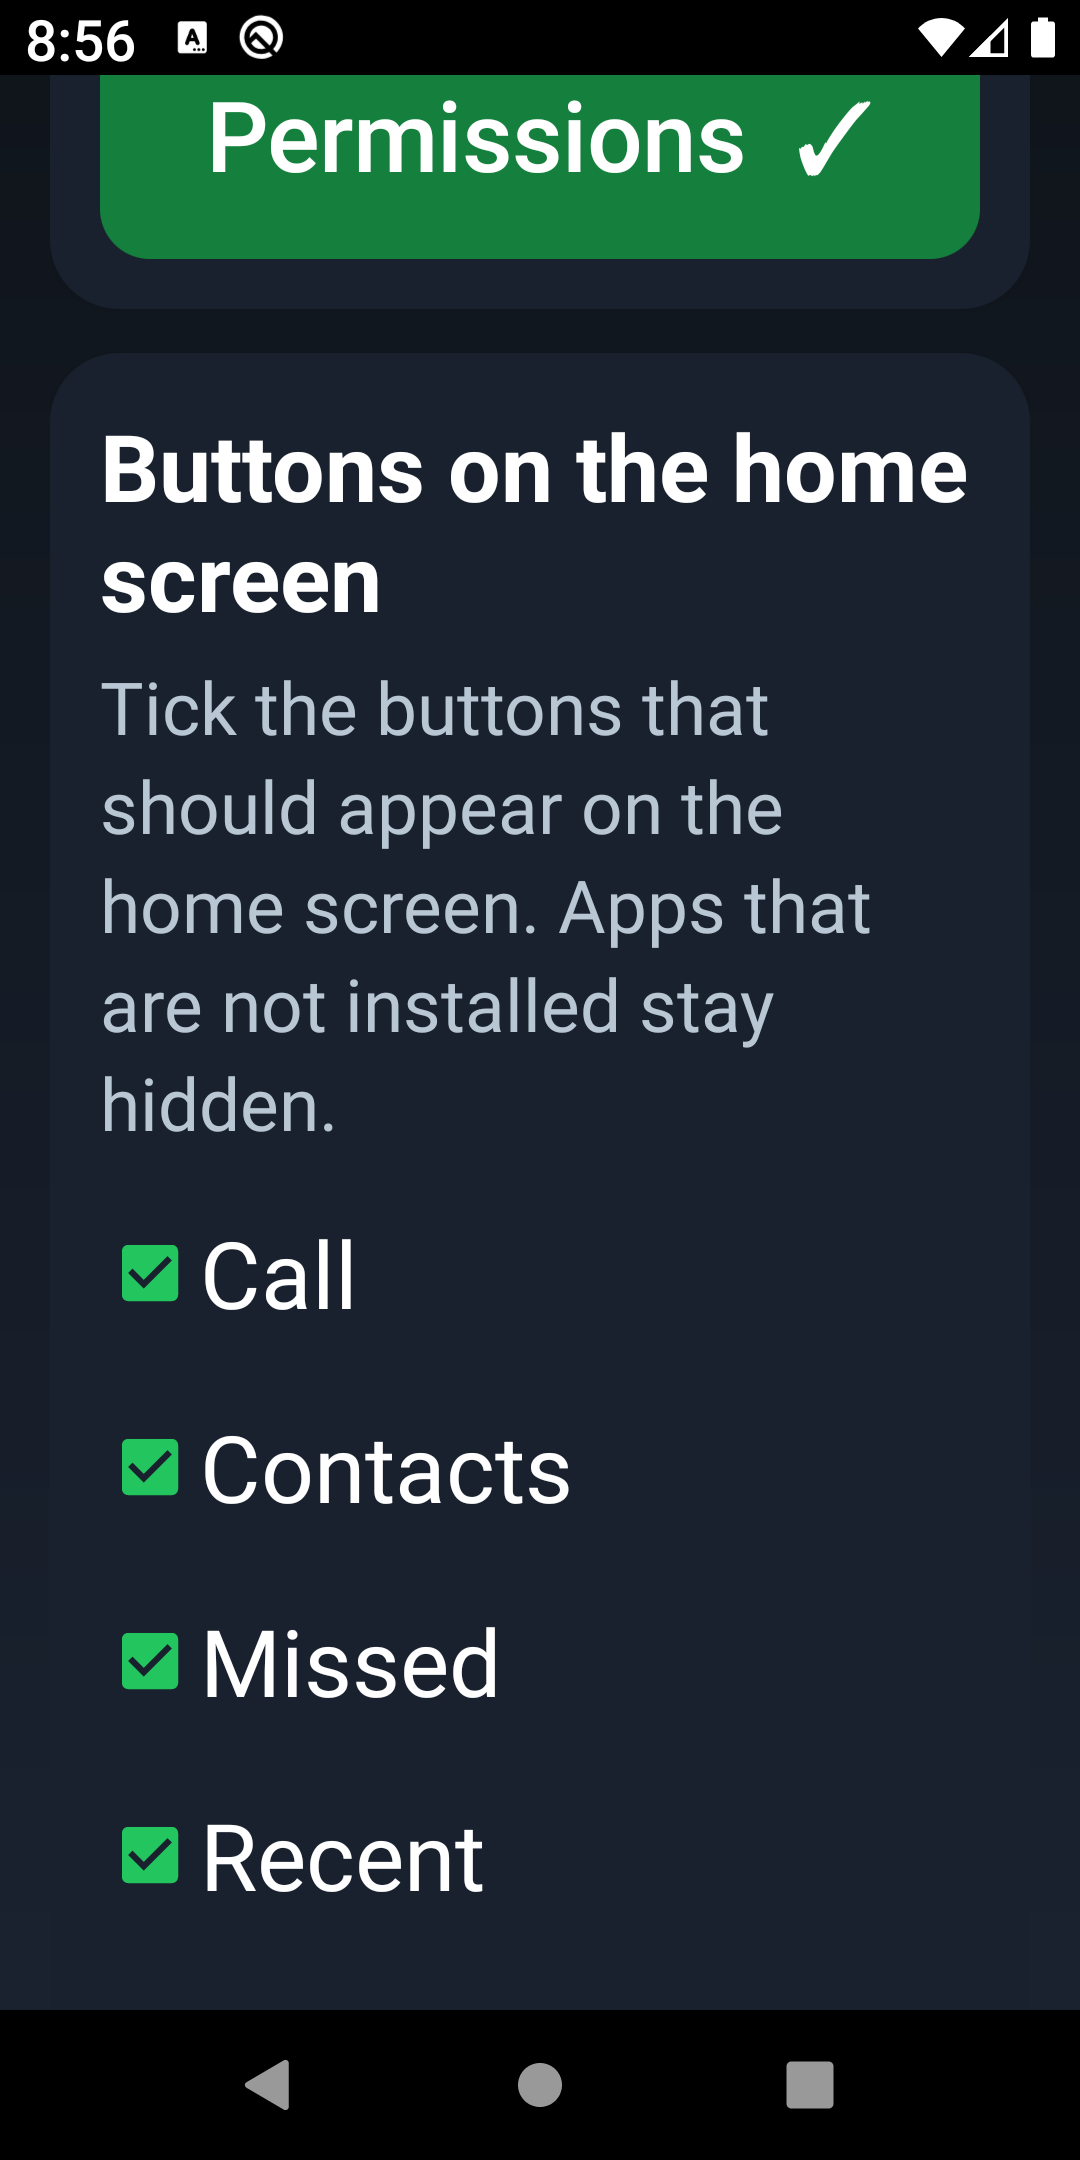 8:56
Permissions ✓
Buttons on the home
screen
Tick the buttons that
should appear on the
home screen. Apps that
are not installed stay
hidden.
Call
Contacts
Missed
Recent